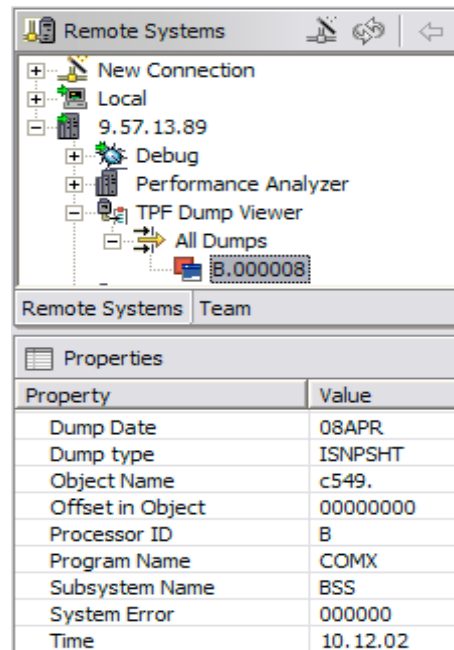 Remote Systems
New Connection
Local
9.57.13.89
Debug
Performance Analyzer
TPF Dump Viewer
All Dumps
B.000008
Remote Systems Team
Properties
Property Value
Dump Date 08APR
Dump type ISNPSHT
Object Name c549.
Offset in Object 00000000
Processor ID B
Program Name COMX
Subsystem Name BSS
System Error 000000
Time 10.12.02